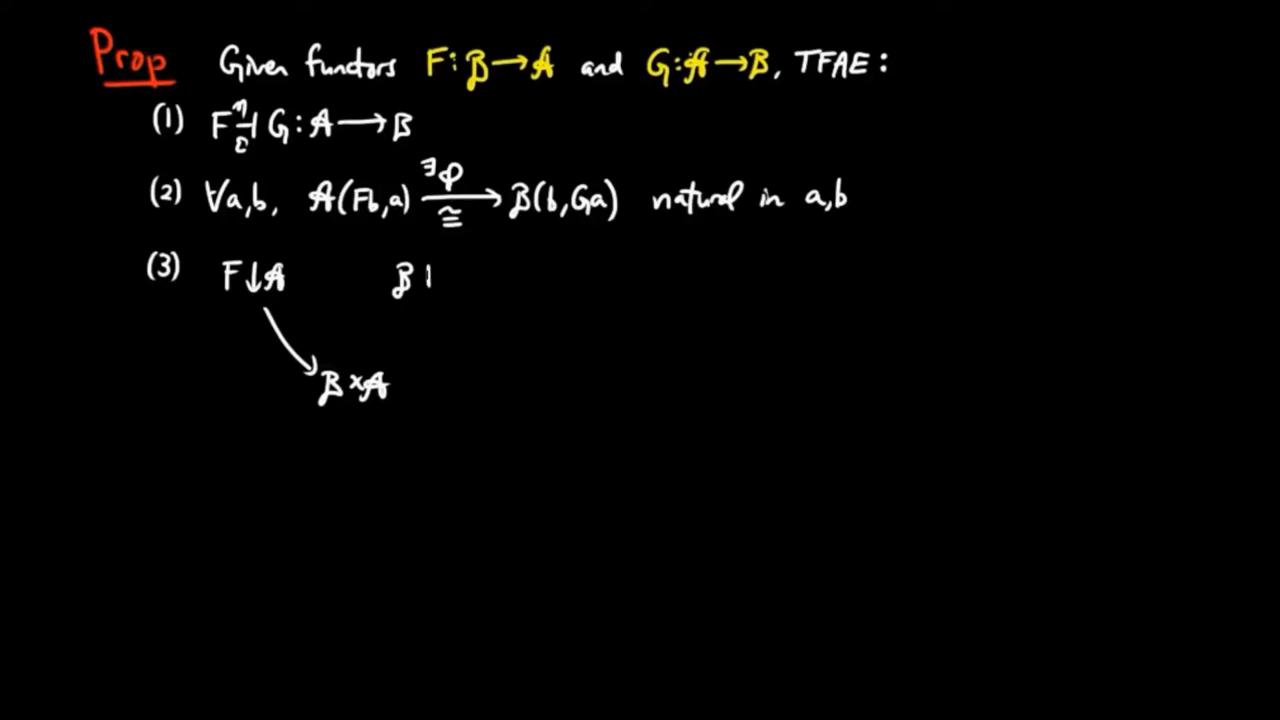 Prop Given functors F:B→A and G:A→B, TFAE:
(1) F η⊣ε G:A→B
(2) ∀a,b, A(Fb,a) ∃φ→≅ B(b,Ga) natural in a,b
(3) F↓A B
B×A